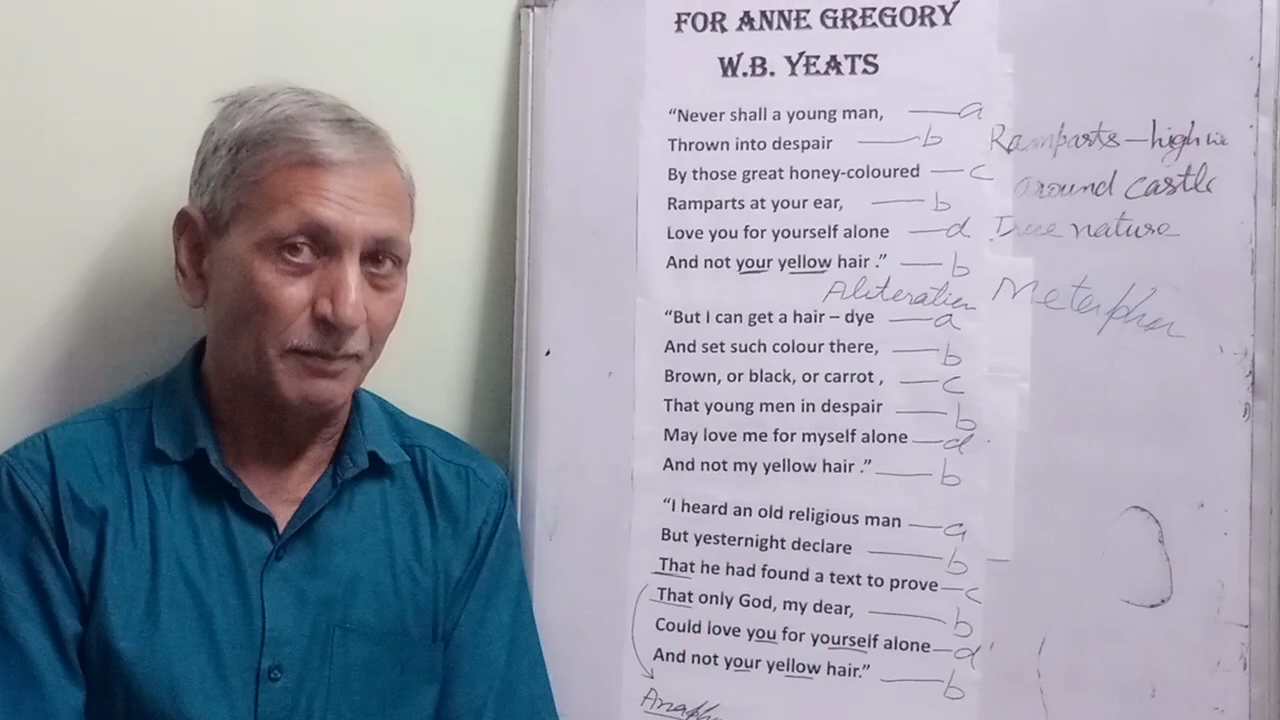 FOR ANNE GREGORY
W.B. YEATS
“Never shall a young man, — a
Thrown into despair — b
Ramparts – high
By those great honey-coloured — c
around castle
Ramparts at your ear, — b
Love you for yourself alone — d
True nature
And not your yellow hair .” — b
Aliteration
Metaphor
“But I can get a hair – dye — a
And set such colour there, — b
Brown, or black, or carrot , — c
That young men in despair — b
May love me for myself alone — d
And not my yellow hair .” — b
“I heard an old religious man — a
But yesternight declare — b
That he had found a text to prove — c
That only God, my dear, — b
Could love you for yourself alone — d
And not your yellow hair.” — b